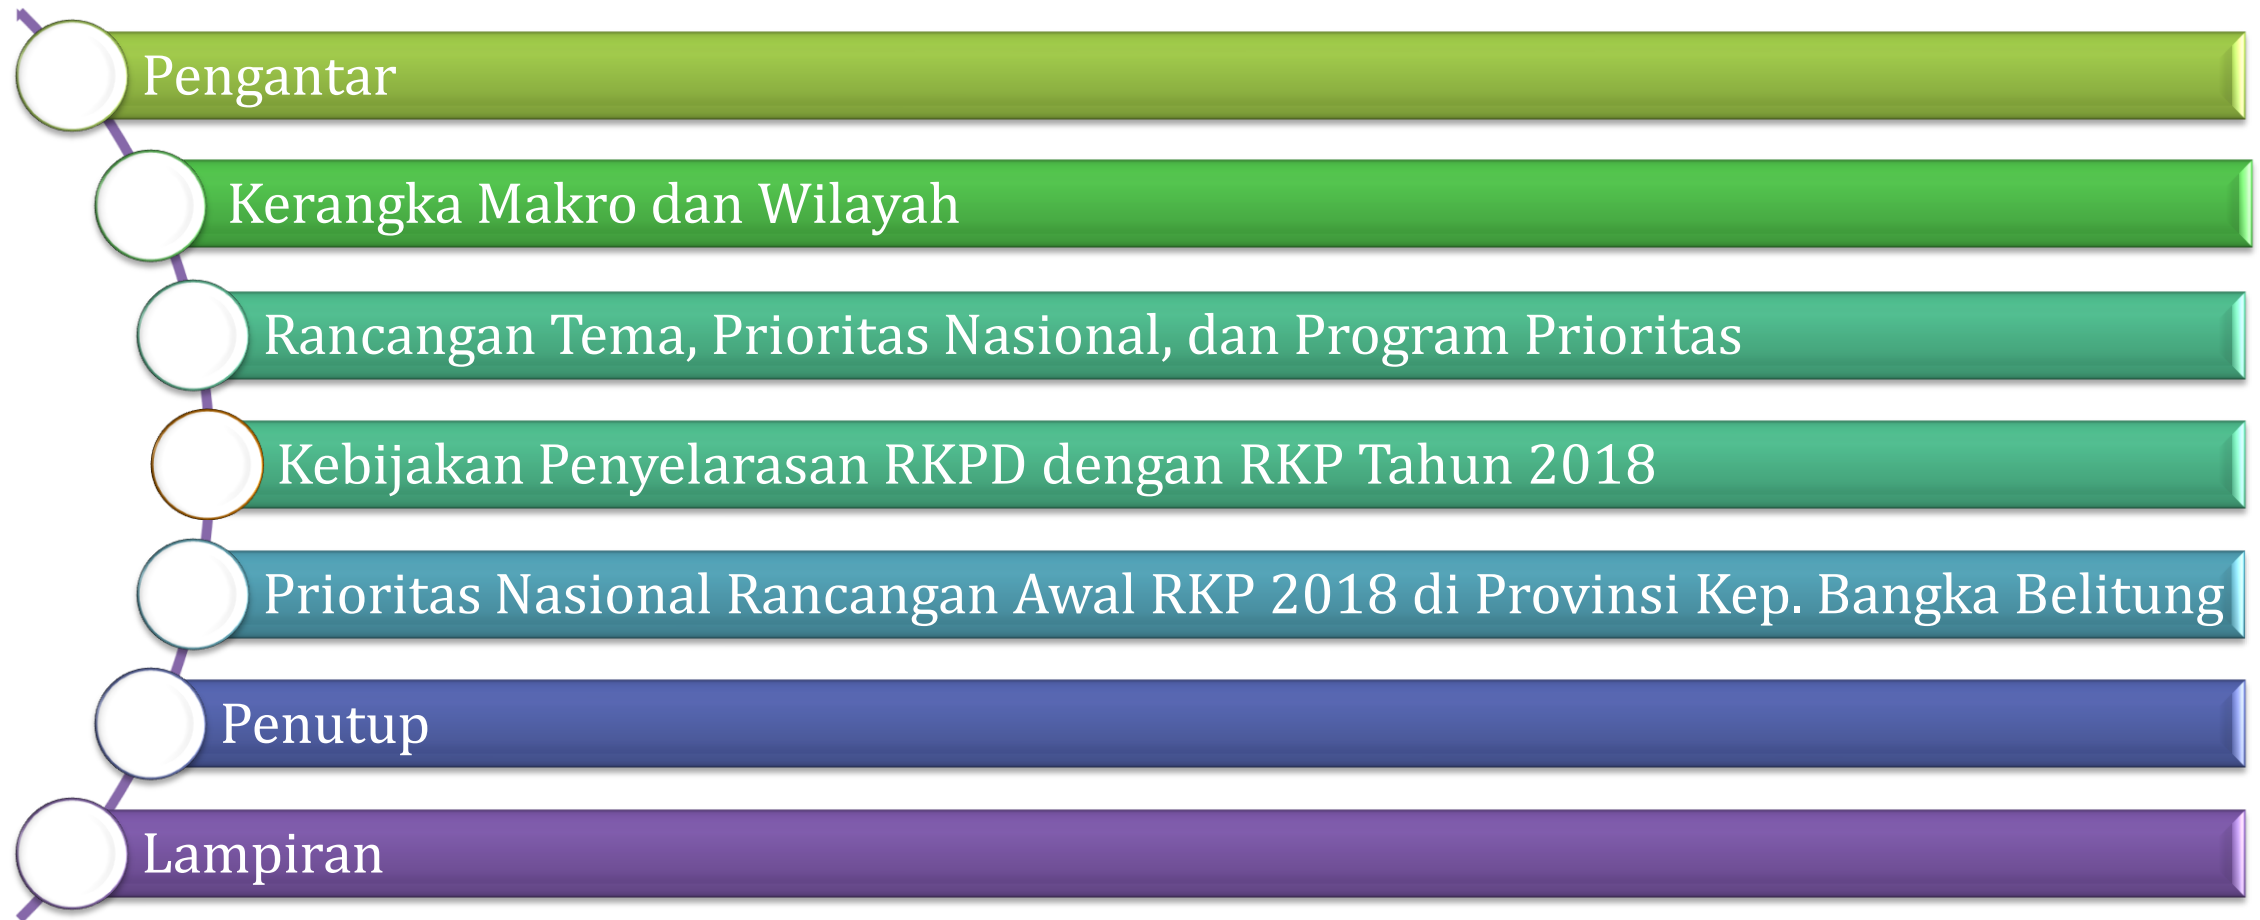 Pengantar
Kerangka Makro dan Wilayah
Rancangan Tema, Prioritas Nasional, dan Program Prioritas
Kebijakan Penyelarasan RKPD dengan RKP Tahun 2018
Prioritas Nasional Rancangan Awal RKP 2018 di Provinsi Kep. Bangka Belitung
Penutup
Lampiran